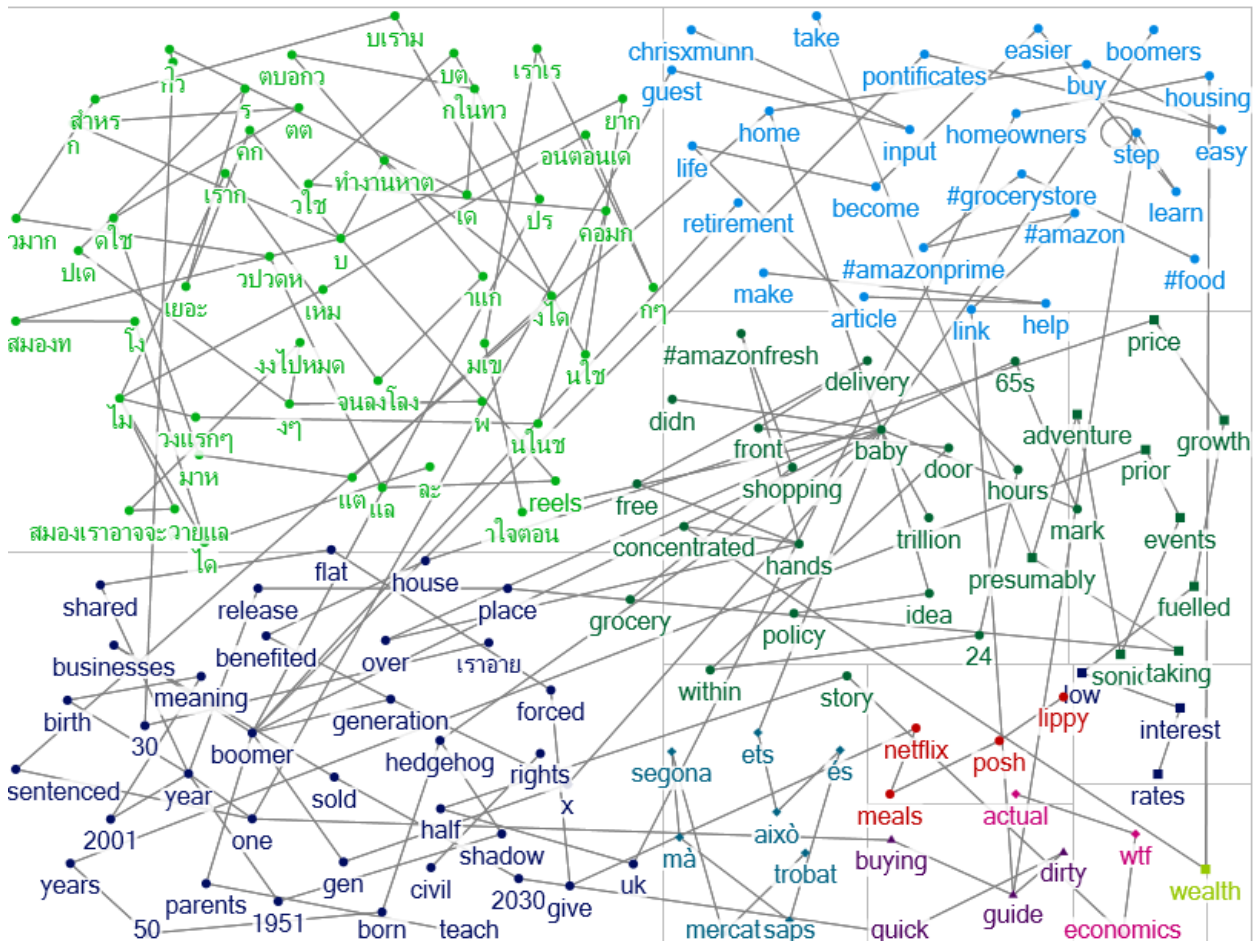 บเราม
ตบอกว
บต
เราเร
กว
สำหร
ก
ร
ตต
กในทว
ยาก
คก
อนตอนเด
เราก
วใช
ทำงานหาต
เด
ปร
คอมก
วมาก
ดใช
ปเด
บ
วปวดห
เยอะ
เหม
าแก
งได
กๆ
สมองท
โง
งงไปหมด
มเข
นใช
จนลงโลง
ไม
วงแรกๆ
งๆ
พ
นในช
มาห
แต
แล
ละ
reels
าใจตอน
สมองเราอาจจะ
วายแล
ได
chrisxmunn
take
easier
boomers
guest
pontificates
buy
housing
home
input
homeowners
step
easy
life
become
#grocerystore
learn
retirement
#amazon
#amazonprime
#food
make
article
link
help
#amazonfresh
delivery
65s
price
didn
front
baby
door
adventure
prior
growth
free
shopping
hours
concentrated
hands
trillion
mark
events
presumably
fuelled
grocery
policy
idea
24
sonic
taking
within
story
flat
house
shared
release
place
businesses
benefited
over
เราอาย
meaning
birth
generation
forced
30
boomer
hedgehog
rights
x
sentenced
year
sold
2001
one
half
shadow
years
gen
civil
2030
give
uk
parents
1951
born
teach
50
segona
ets
és
això
mà
trobat
mercat
saps
netflix
posh
lippy
meals
low
interest
rates
actual
wtf
economics
buying
dirty
guide
quick
wealth